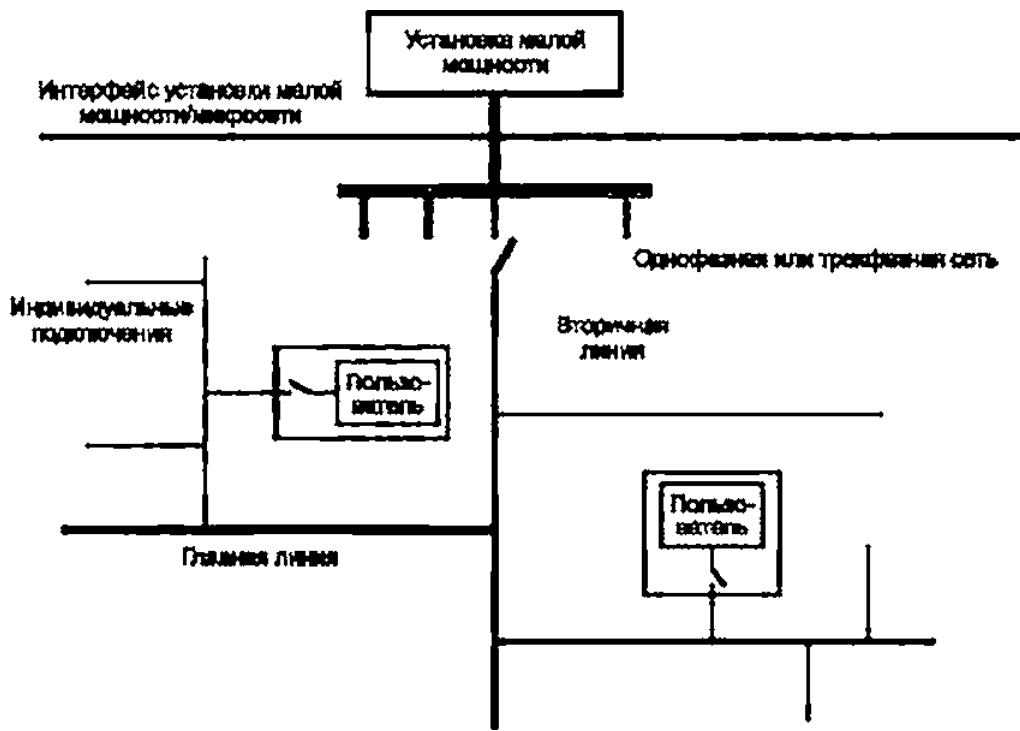 Установка малой
мощности
Интерфейс установки малой
мощности/микросети
Однофазная или трехфазная сеть
Индивидуальные
подключения
Вторичная
линия
Пользо-
ватель
Пользо-
ватель
Главная линия